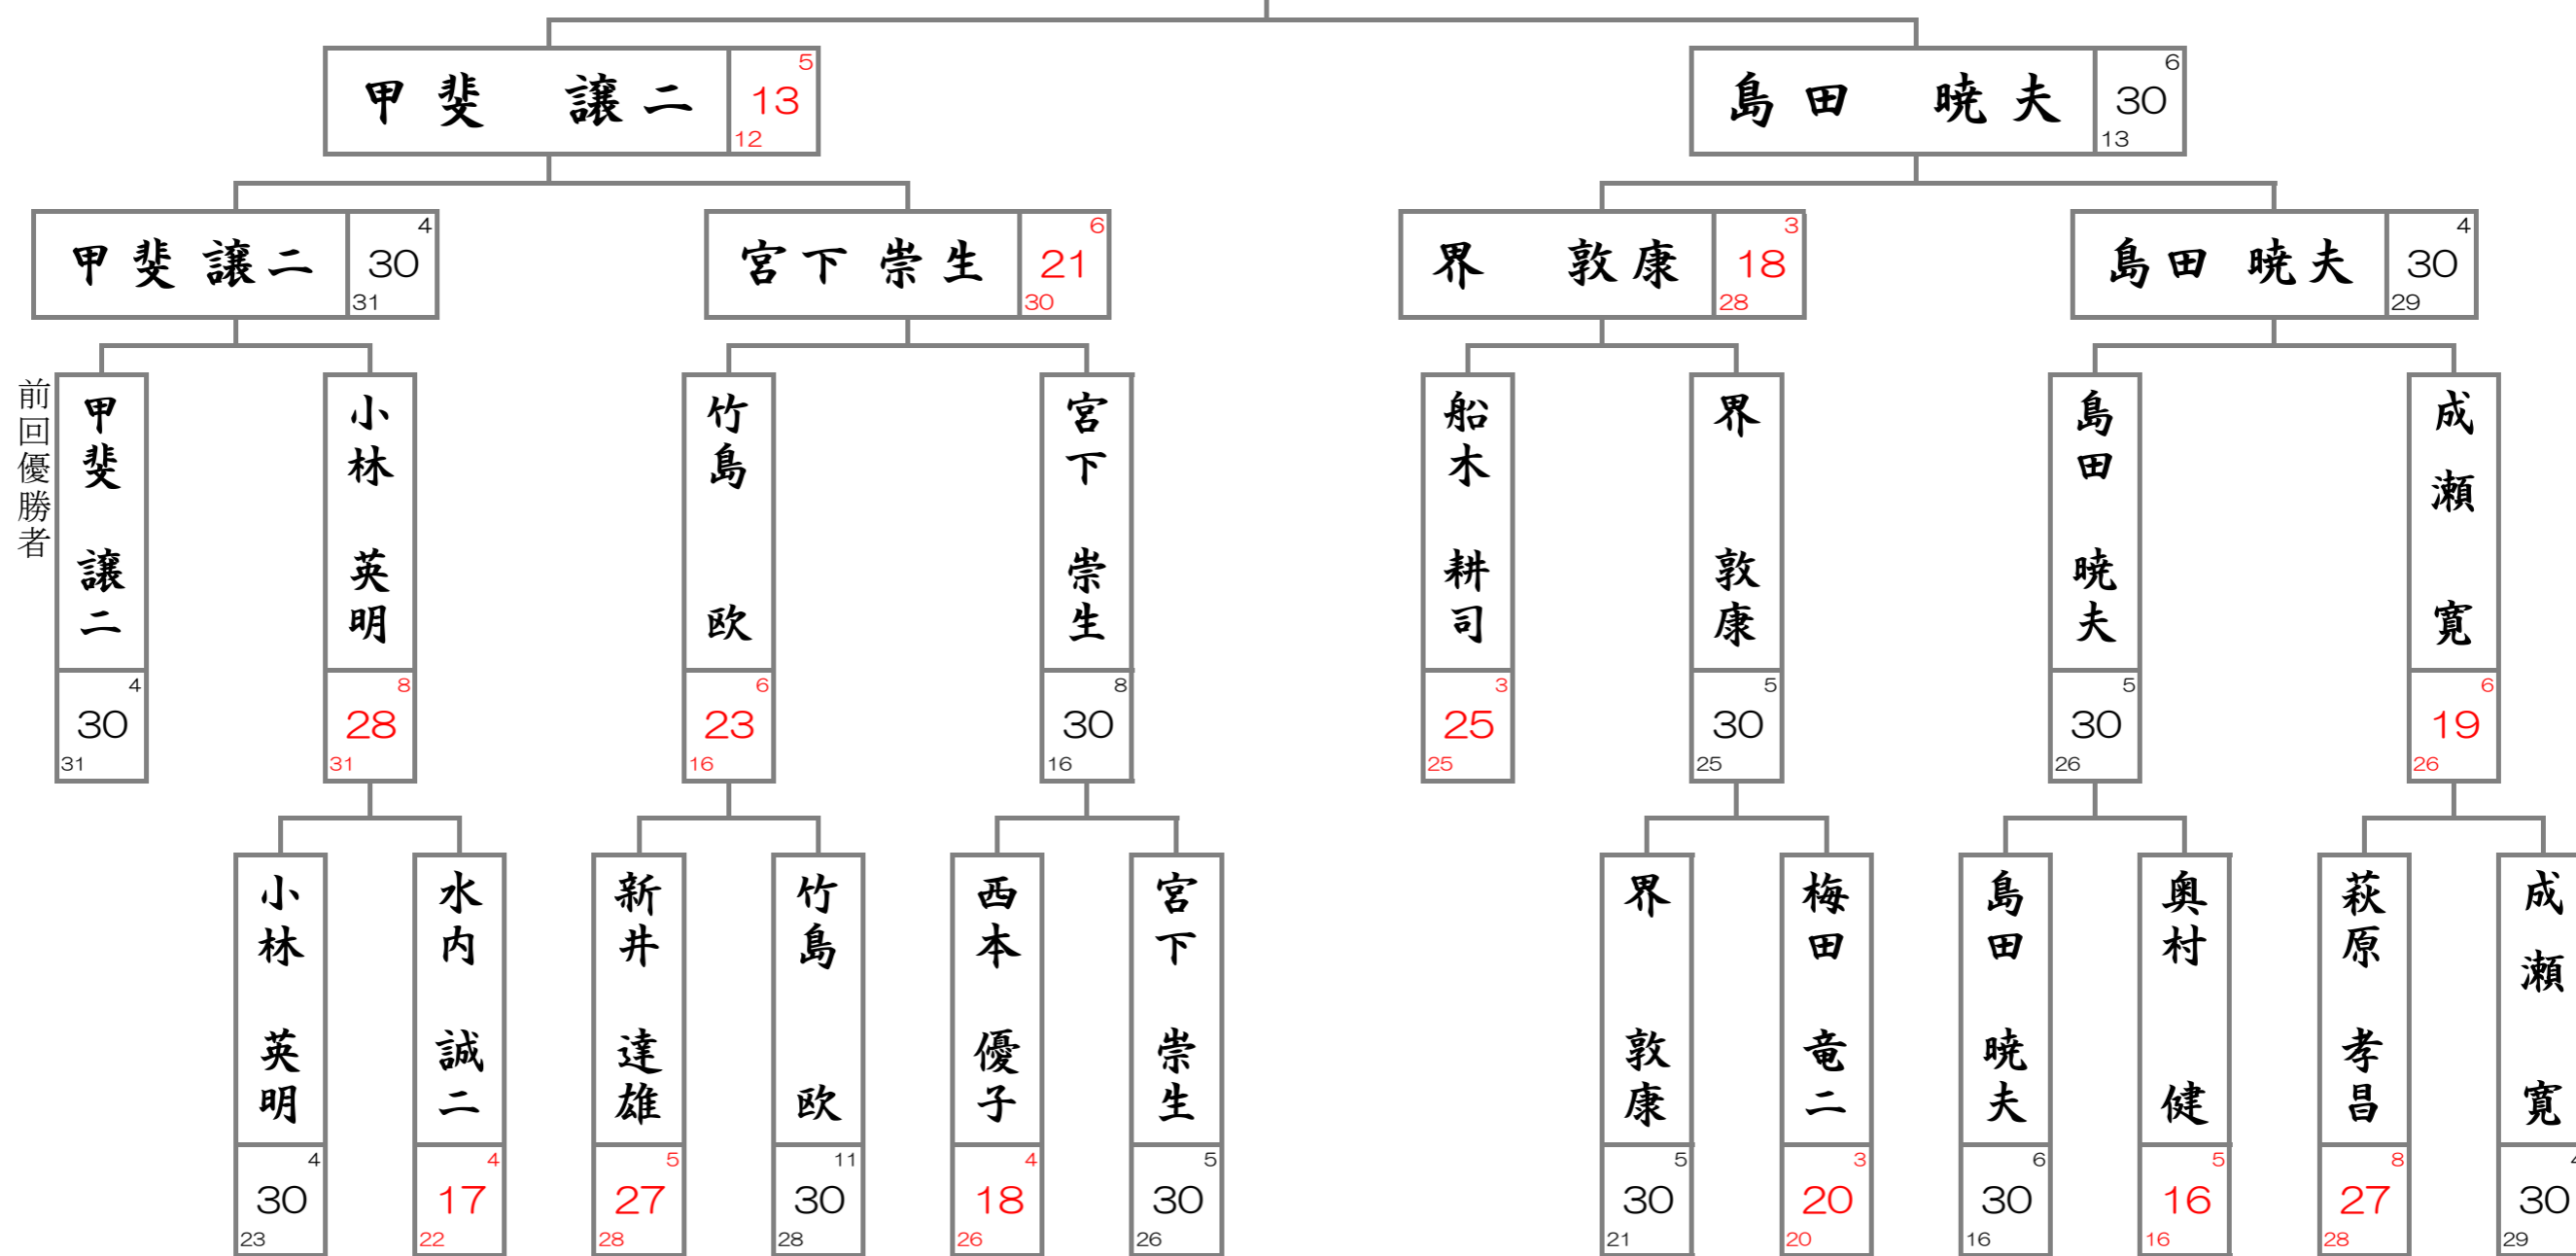 甲斐 譲二 5 13 12
島田 暁夫 6 30 13
甲斐 譲二 4 30 31
宮下 崇生 6 21 30
界 敦康 3 18 28
島田 暁夫 4 30 29
前回優勝者
甲斐 譲二 4 30 31
小林 英明 8 28 31
竹島 欧 6 23 16
宮下 崇生 8 30 16
船木 耕司 3 25 25
界 敦康 5 30 25
島田 暁夫 5 30 26
成瀬 寛 6 19 26
小林 英明 4 30 23
水内 誠二 4 17 22
新井 達雄 5 27 28
竹島 欧 11 30 28
西本 優子 4 18 26
宮下 崇生 5 30 26
界 敦康 5 30 21
梅田 竜二 3 20 20
島田 暁夫 6 30 16
奥村 健 5 16 16
萩原 孝昌 8 27 28
成瀬 寛 4 30 29